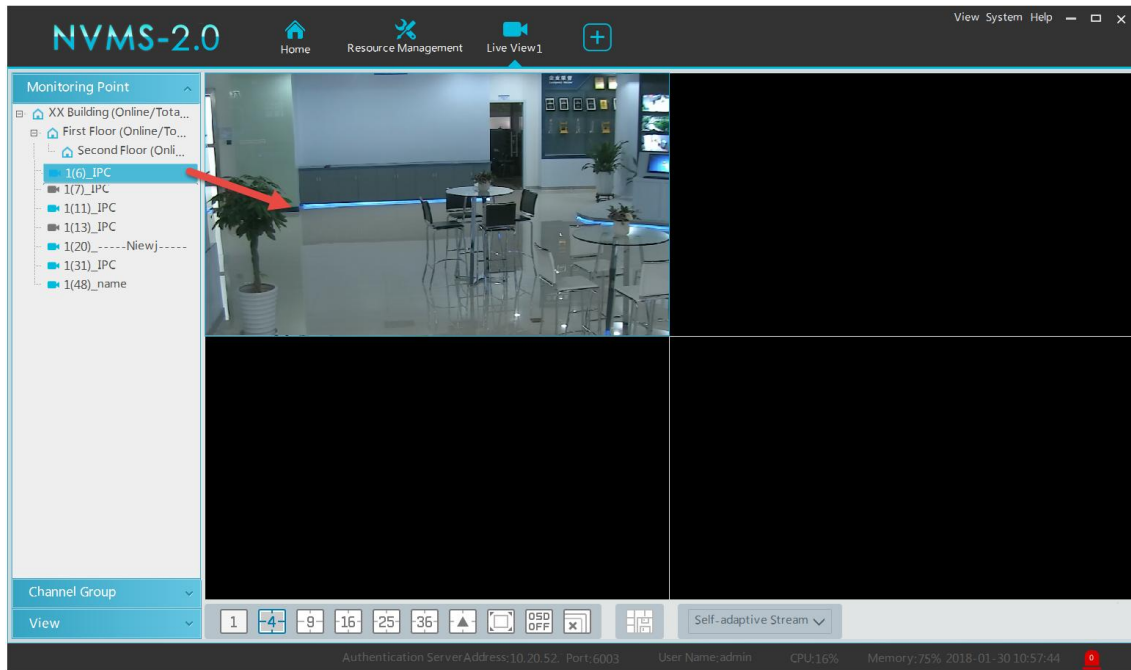 NVMS-2.0
Home
Resource Management
Live View1
View System Help
Monitoring Point
XX Building (Online/Tota...
First Floor (Online/To...
Second Floor (Onli...
1(6)_IPC
1(7)_IPC
1(11)_IPC
1(13)_IPC
1(20)_-----Niewj-----
1(31)_IPC
1(48)_name
Channel Group
View
1 4 9 16 25 36 OSD OFF
Self-adaptive Stream
Authentication Server Address:10.20.52. Port:6003 User Name:admin CPU:16% Memory:75% 2018-01-30 10:57:44 0